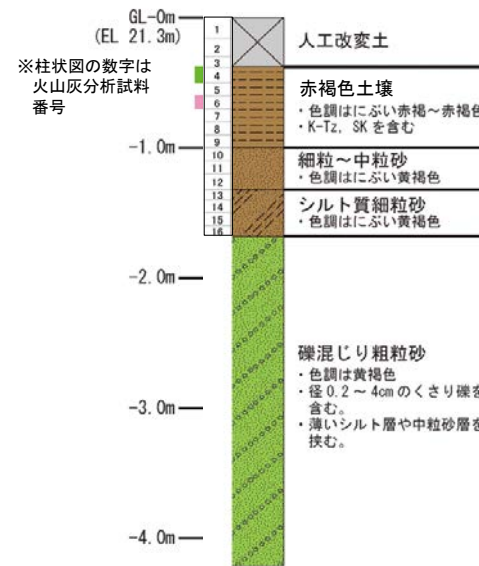 GL-0m
(EL 21.3m)
※柱状図の数字は
火山灰分析試料
番号
1
2
3
4
5
6
7
8
9
10
11
12
13
14
15
16
人工改変土
赤褐色土壌
・色調はにぶい赤褐～赤褐色
・K-Tz, SK を含む
-1.0m
細粒～中粒砂
・色調はにぶい黄褐色
シルト質細粒砂
・色調はにぶい黄褐色
-2.0m
礫混じり粗粒砂
・色調は黄褐色
・径 0.2 ～ 4cm のくさり礫を
含む。
・薄いシルト層や中粒砂層を
挟む。
-3.0m
-4.0m